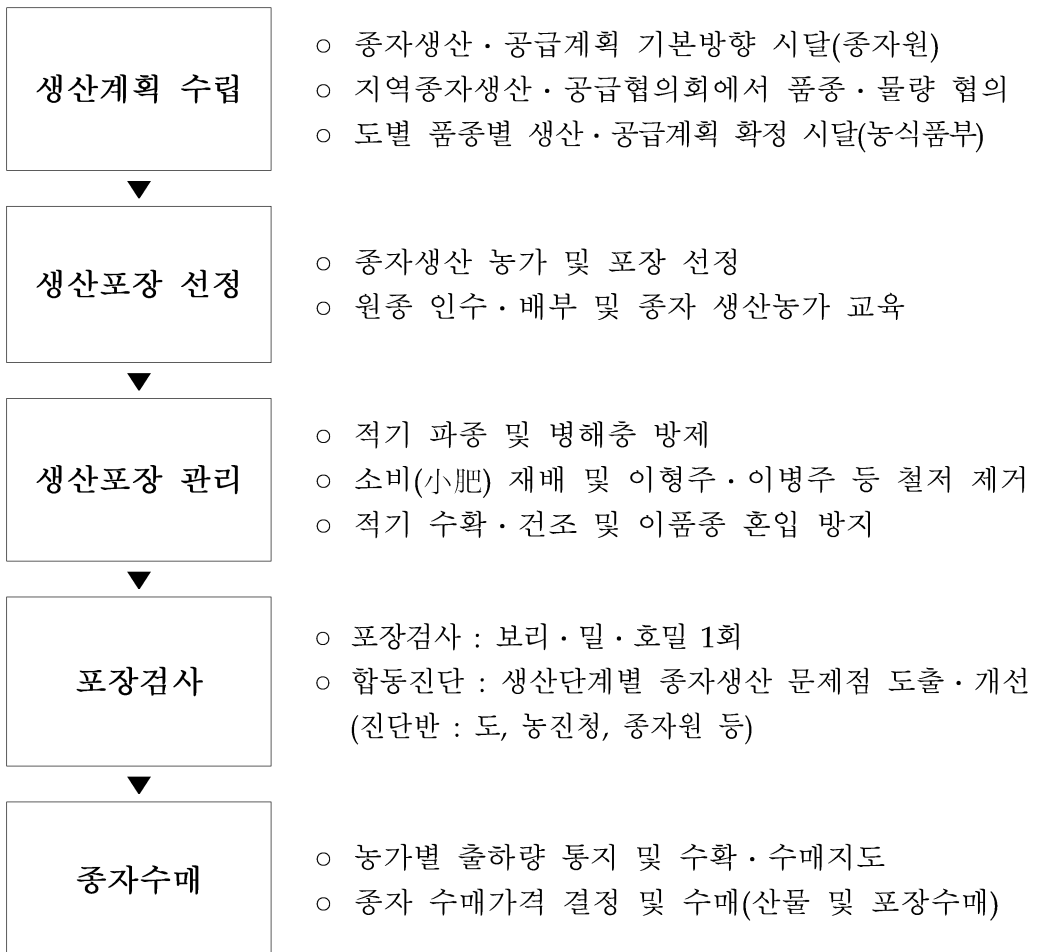 생산계획 수립
○ 종자생산·공급계획 기본방향 시달(종자원)
○ 지역종자생산·공급협의회에서 품종·물량 협의
○ 도별 품종별 생산·공급계획 확정 시달(농식품부)
▼
생산포장 선정
○ 종자생산 농가 및 포장 선정
○ 원종 인수·배부 및 종자 생산농가 교육
▼
생산포장 관리
○ 적기 파종 및 병해충 방제
○ 소비(小肥) 재배 및 이형주·이병주 등 철저 제거
○ 적기 수확·건조 및 이품종 혼입 방지
▼
포장검사
○ 포장검사 : 보리·밀·호밀 1회
○ 합동진단 : 생산단계별 종자생산 문제점 도출·개선
(진단반 : 도, 농진청, 종자원 등)
▼
종자수매
○ 농가별 출하량 통지 및 수확·수매지도
○ 종자 수매가격 결정 및 수매(산물 및 포장수매)